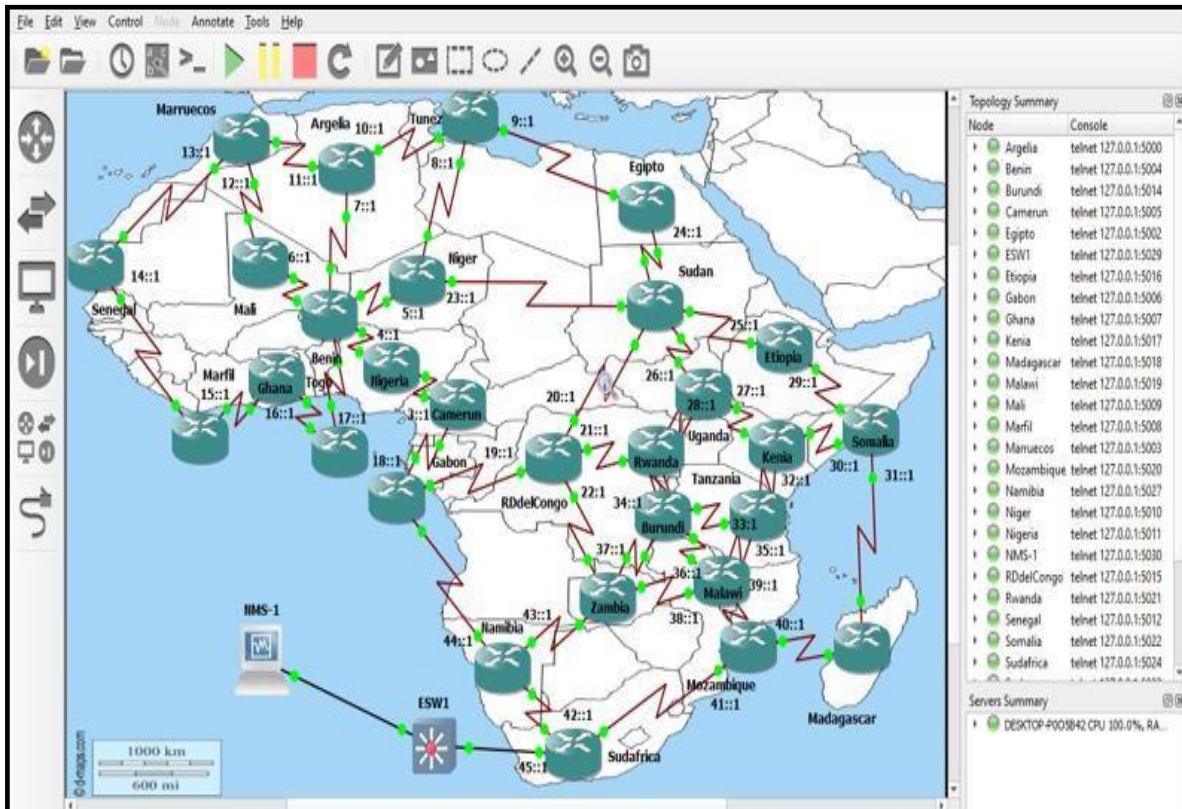 File Edit View Control Node Annotate Tools Help
Marruecos
Argelia
10::1
Tunez
9::1
13::1
8::1
11::1
12::1
Egipto
7::1
24::1
6::1
Niger
14::1
Sudan
23::1
Senegal
Mali
5::1
4::1
25::1
Benin
Etiopia
Marfil
Ghana
Togo
Nigeria
26::1
27::1
29::1
15::1
20::1
28::1
16::1
17::1
Camerun
21::1
Uganda
Somalia
18::1
Gabon
19::1
Rwanda
Kenia
30::1
31::1
Tanzania
32::1
RDdelCongo
22:1
34::1
Burundi
33:1
35::1
37::1
36::1
Malawi
39::1
Zambia
38::1
NMS-1
43::1
40::1
Namibia
44::1
Mozambique
41::1
ESW1
42::1
Madagascar
45::1
Sudafrica
1000 km
600 mi
© d-maps.com
Topology Summary
Node Console
Argelia telnet 127.0.0.1:5000
Benin telnet 127.0.0.1:5004
Burundi telnet 127.0.0.1:5014
Camerun telnet 127.0.0.1:5005
Egipto telnet 127.0.0.1:5002
ESW1 telnet 127.0.0.1:5029
Etiopia telnet 127.0.0.1:5016
Gabon telnet 127.0.0.1:5006
Ghana telnet 127.0.0.1:5007
Kenia telnet 127.0.0.1:5017
Madagascar telnet 127.0.0.1:5018
Malawi telnet 127.0.0.1:5019
Mali telnet 127.0.0.1:5009
Marfil telnet 127.0.0.1:5008
Marruecos telnet 127.0.0.1:5003
Mozambique telnet 127.0.0.1:5020
Namibia telnet 127.0.0.1:5027
Niger telnet 127.0.0.1:5010
Nigeria telnet 127.0.0.1:5011
NMS-1 telnet 127.0.0.1:5030
RDdelCongo telnet 127.0.0.1:5015
Rwanda telnet 127.0.0.1:5021
Senegal telnet 127.0.0.1:5012
Somalia telnet 127.0.0.1:5022
Sudafrica telnet 127.0.0.1:5024
Servers Summary
DESKTOP-P0O5B42 CPU 100.0%, RA...